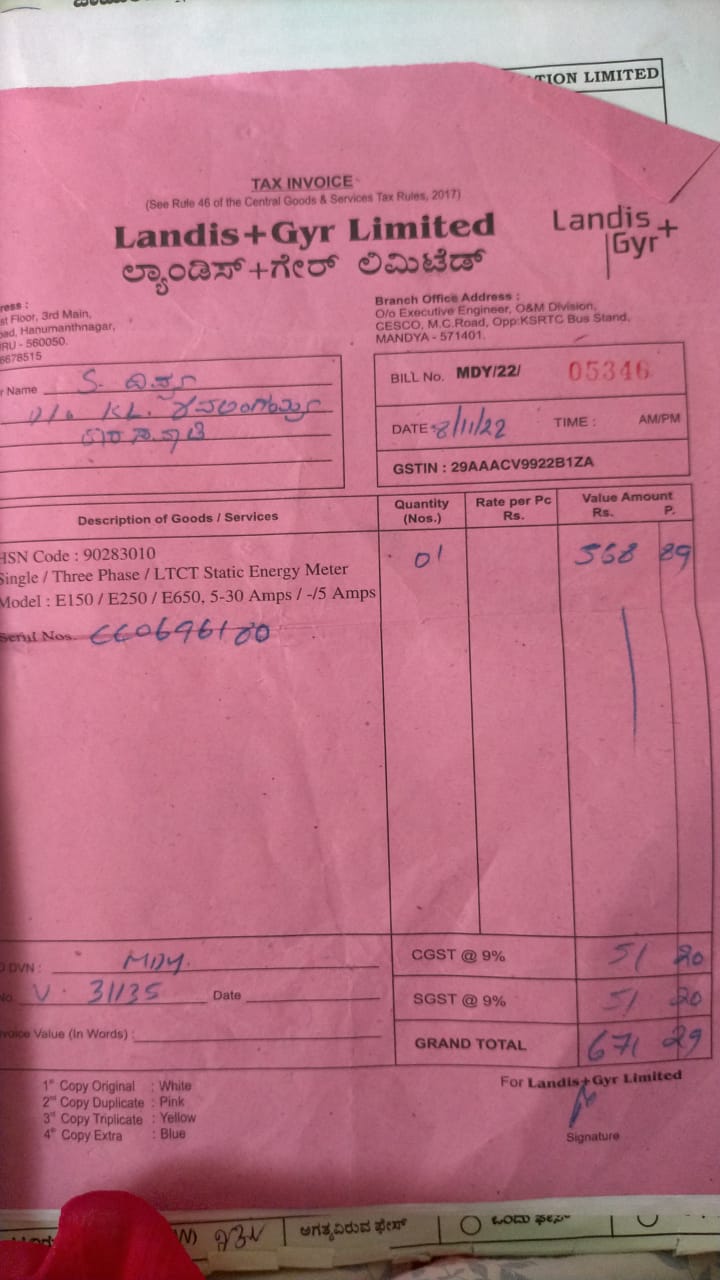 TION LIMITED
TAX INVOICE
(See Rule 46 of the Central Goods & Services Tax Rules, 2017)
Landis+Gyr Limited
ಲ್ಯಾಂಡಿಸ್+ಗೇರ್ ಲಿಮಿಟೆಡ್
Landis
Gyr+
ress :
st Floor, 3rd Main,
oad, Hanumanthnagar,
RU - 560050.
6678515
Branch Office Address :
O/o Executive Engineer, O&M Division,
CESCO, M.C.Road, Opp:KSRTC Bus Stand,
MANDYA - 571401.
r Name S.
D/o KL.
BILL No. MDY/22/ 05346
DATE 8/11/22 TIME : AM/PM
GSTIN : 29AAACV9922B1ZA
Description of Goods / Services Quantity (Nos.) Rate per Pc Rs. Value Amount Rs. P.
HSN Code : 90283010 01 568 89
Single / Three Phase / LTCT Static Energy Meter
Model : E150 / E250 / E650, 5-30 Amps / -/5 Amps
Serial Nos.
DVN : MDY.
No. V. 31135 Date
CGST @ 9% 51 20
SGST @ 9% 51 20
nvoice Value (In Words) :
GRAND TOTAL 671 29
1st Copy Original : White
2nd Copy Duplicate : Pink
3rd Copy Triplicate : Yellow
4th Copy Extra : Blue
For Landis+Gyr Limited
Signature
ಅಗತ್ಯವಿರುವ ಫೇಸ್ ಒಂದು ಫೇಸ್